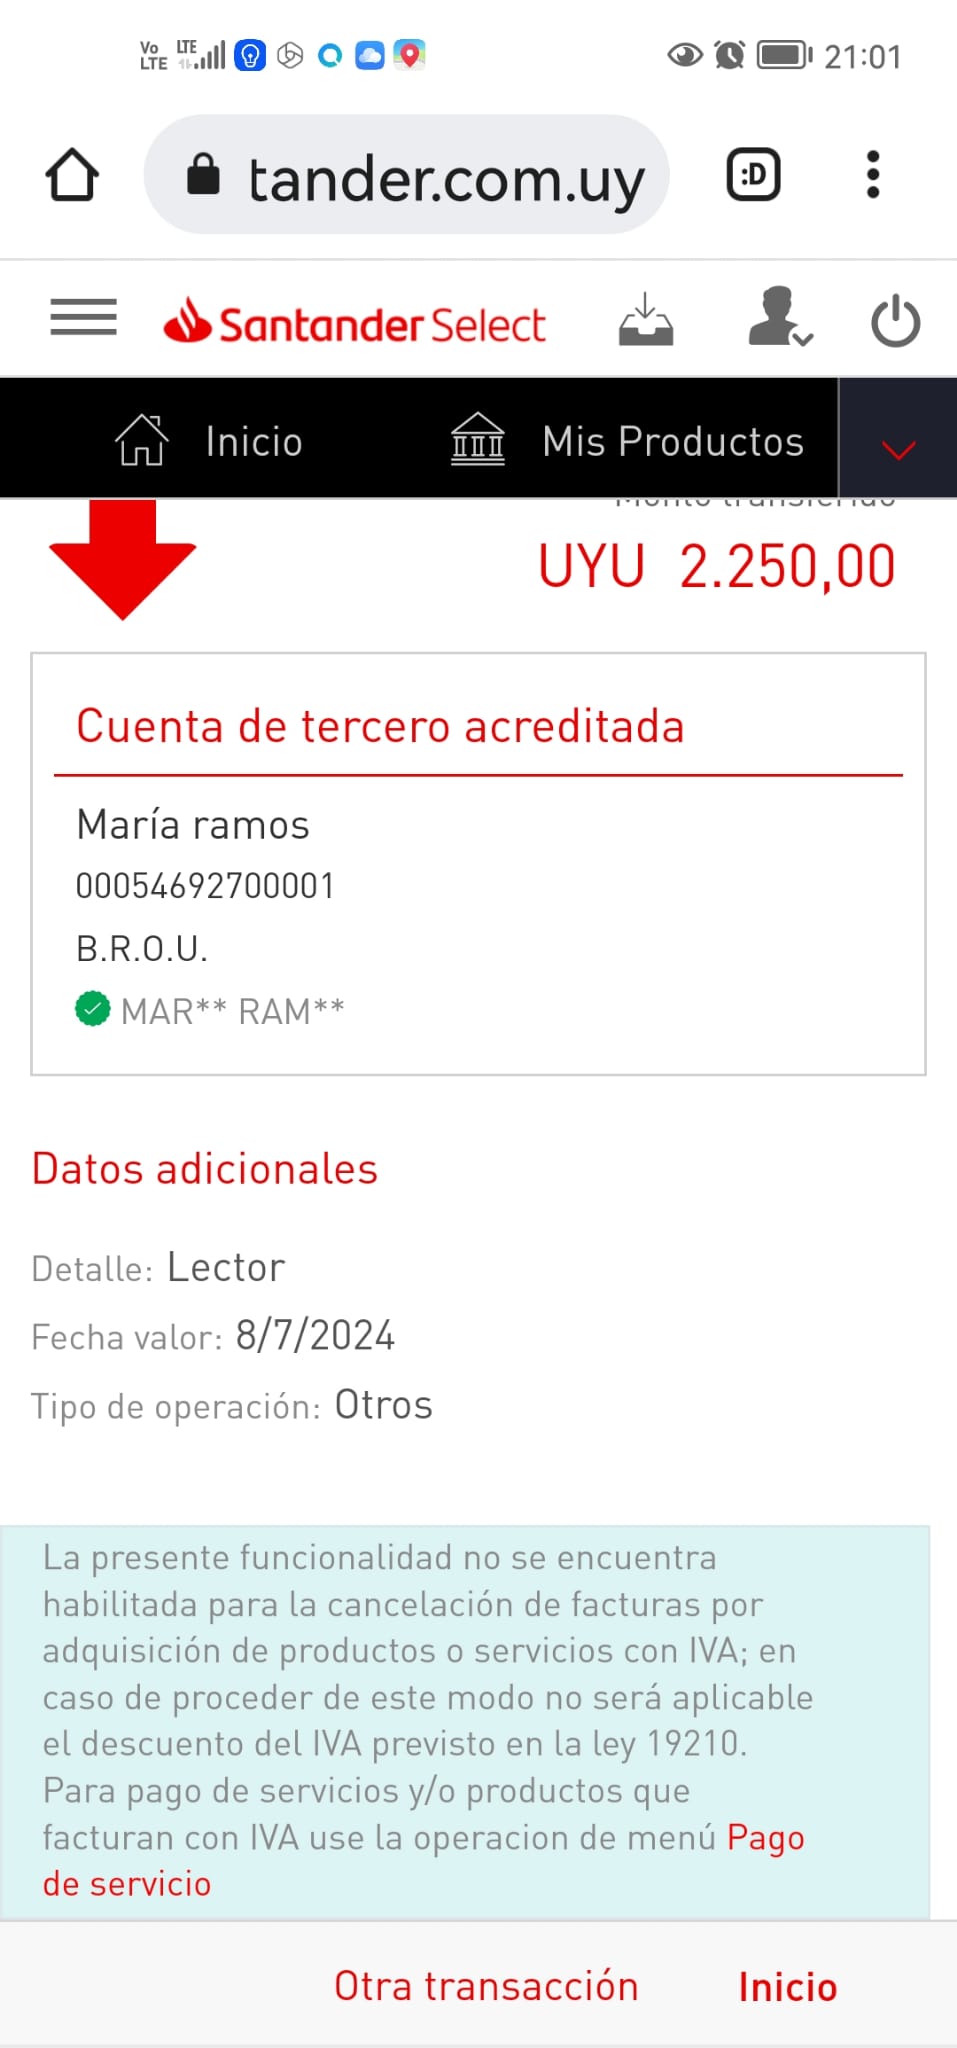 Vo LTE LTE 21:01
tander.com.uy :D
Santander Select
Inicio Mis Productos
Monto transferido
UYU 2.250,00
Cuenta de tercero acreditada
María ramos
00054692700001
B.R.O.U.
MAR** RAM**
Datos adicionales
Detalle: Lector
Fecha valor: 8/7/2024
Tipo de operación: Otros
La presente funcionalidad no se encuentra
habilitada para la cancelación de facturas por
adquisición de productos o servicios con IVA; en
caso de proceder de este modo no será aplicable
el descuento del IVA previsto en la ley 19210.
Para pago de servicios y/o productos que
facturan con IVA use la operacion de menú Pago
de servicio
Otra transacción Inicio